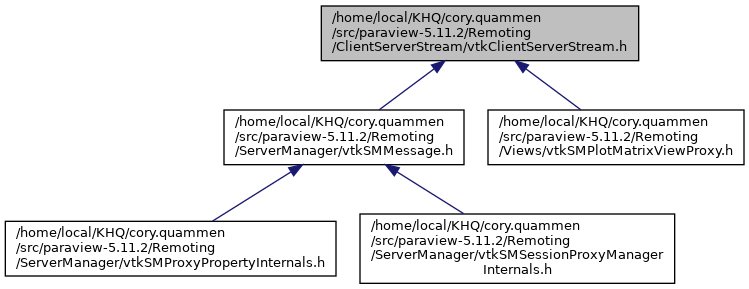 /home/local/KHQ/cory.quammen
/src/paraview-5.11.2/Remoting
/ClientServerStream/vtkClientServerStream.h
/home/local/KHQ/cory.quammen
/src/paraview-5.11.2/Remoting
/ServerManager/vtkSMMessage.h
/home/local/KHQ/cory.quammen
/src/paraview-5.11.2/Remoting
/Views/vtkSMPlotMatrixViewProxy.h
/home/local/KHQ/cory.quammen
/src/paraview-5.11.2/Remoting
/ServerManager/vtkSMProxyPropertyInternals.h
/home/local/KHQ/cory.quammen
/src/paraview-5.11.2/Remoting
/ServerManager/vtkSMSessionProxyManager
Internals.h